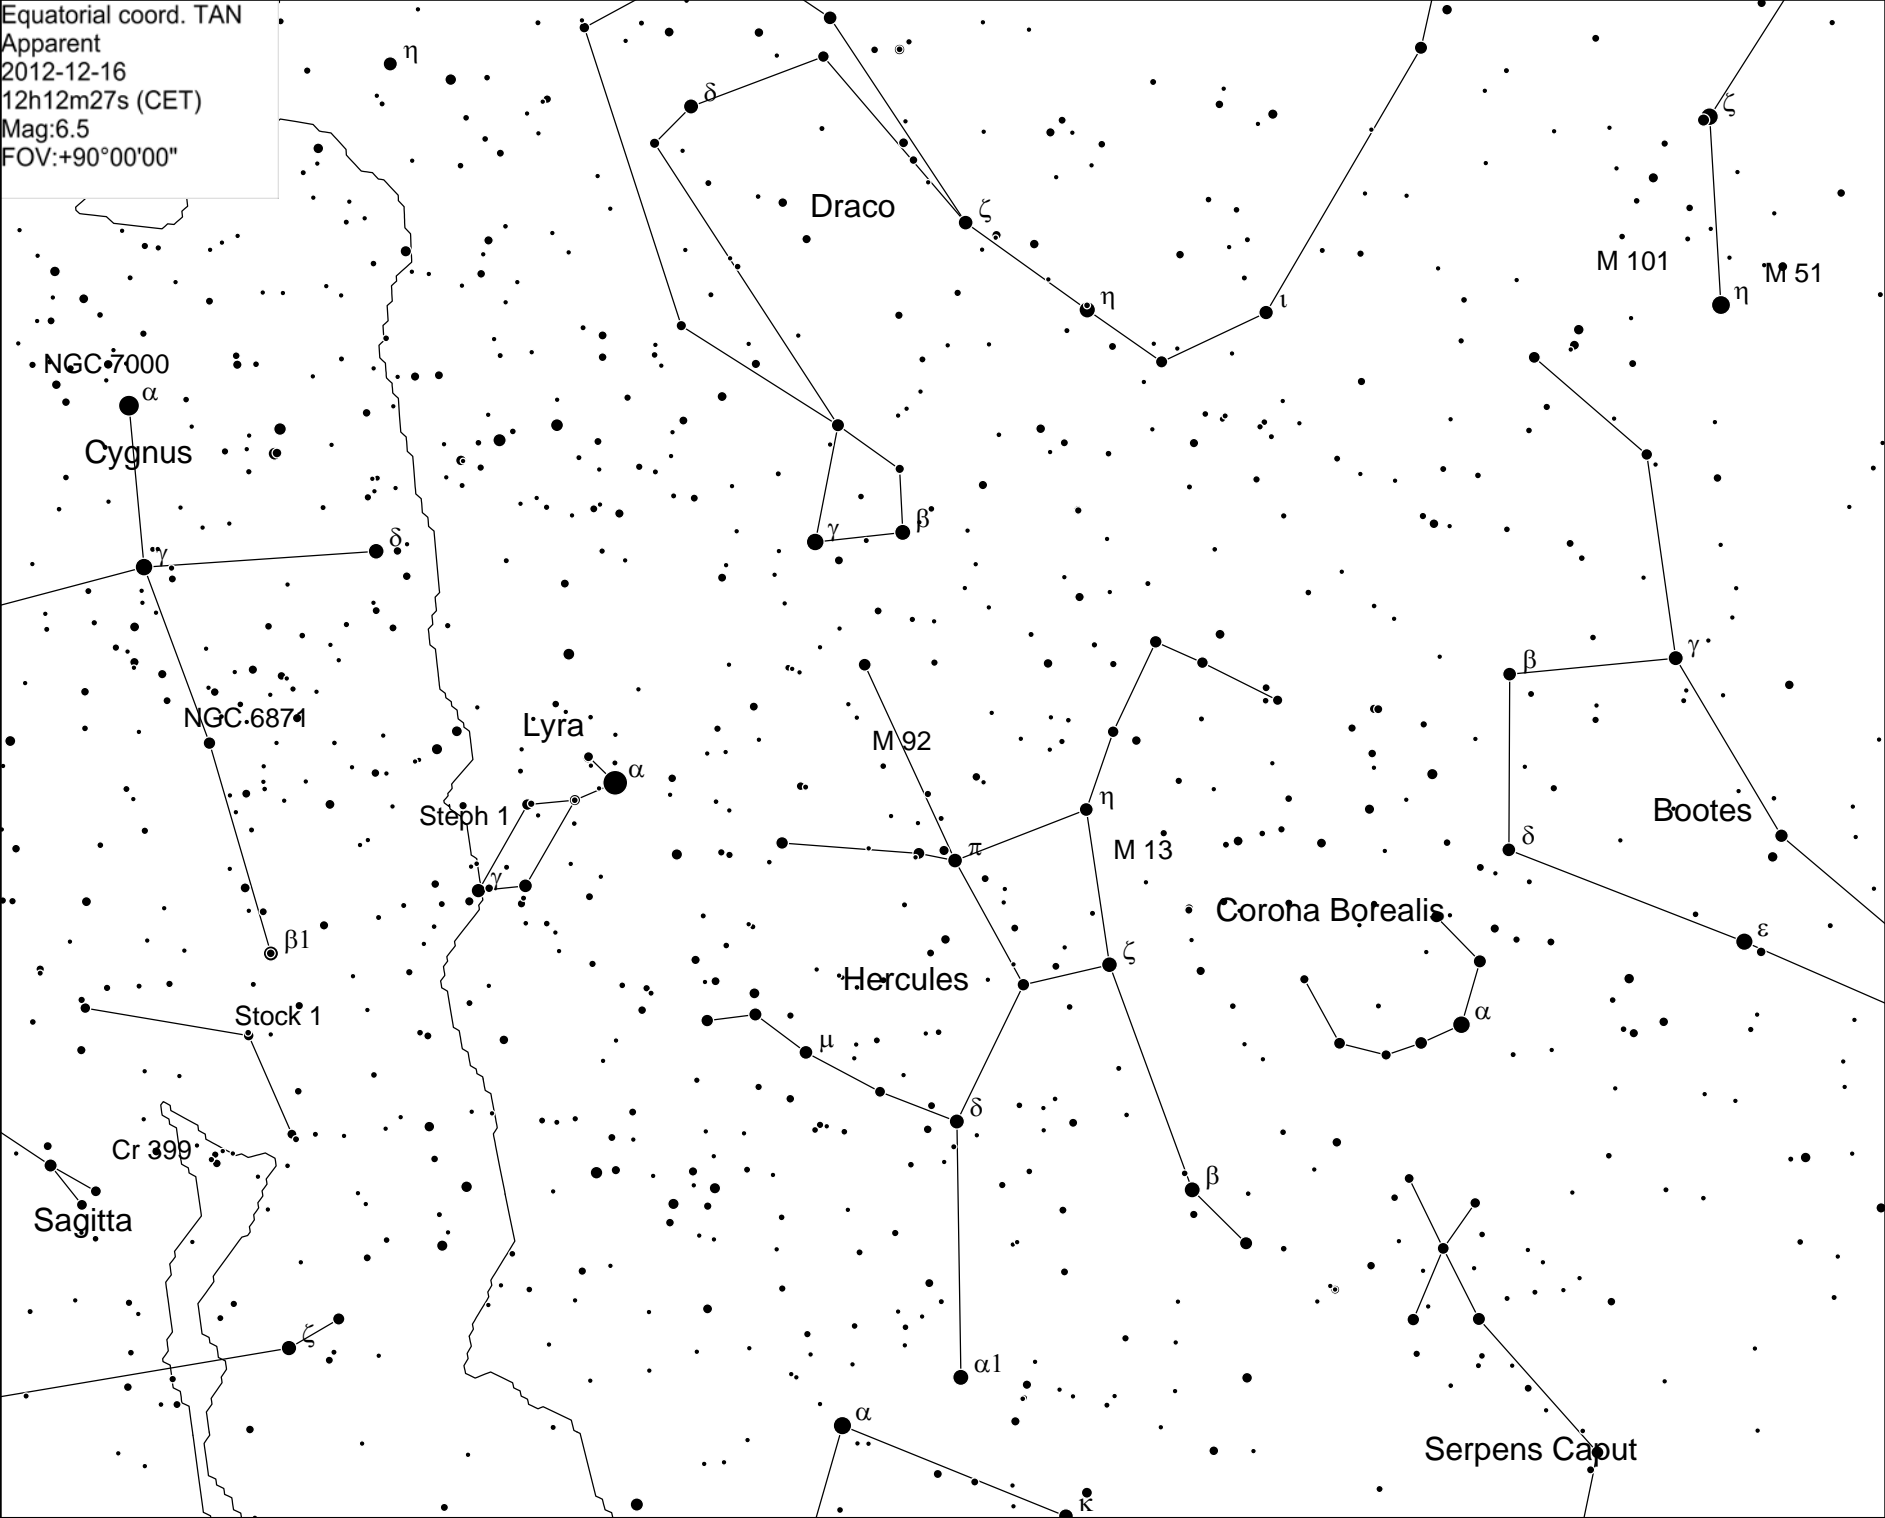 Equatorial coord. TAN
Apparent
2012-12-16
12h12m27s (CET)
Mag:6.5
FOV:+90°00'00"
η
δ
ζ
Draco
ζ
M 101
M 51
η
ι
η
NGC 7000
α
Cygnus
γ
β
δ
γ
γ
β
NGC 6871
Lyra
M 92
α
Steph 1
η
Bootes
δ
π
M 13
γ
Corona Borealis
ε
β1
ζ
Hercules
Stock 1
α
μ
δ
Cr 399
β
Sagitta
ζ
α1
α
Serpens Caput
κ